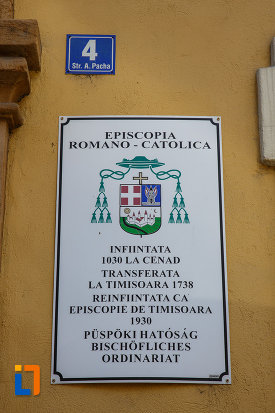 4
Str. A. Pacha
EPISCOPIA
ROMANO - CATOLICA
INFIINTATA
1030 LA CENAD
TRANSFERATA
LA TIMISOARA 1738
REINFIINTATA CA
EPISCOPIE DE TIMISOARA
1930
PÜSPÖKI HATÓSÁG
BISCHÖFLICHES
ORDINARIAT